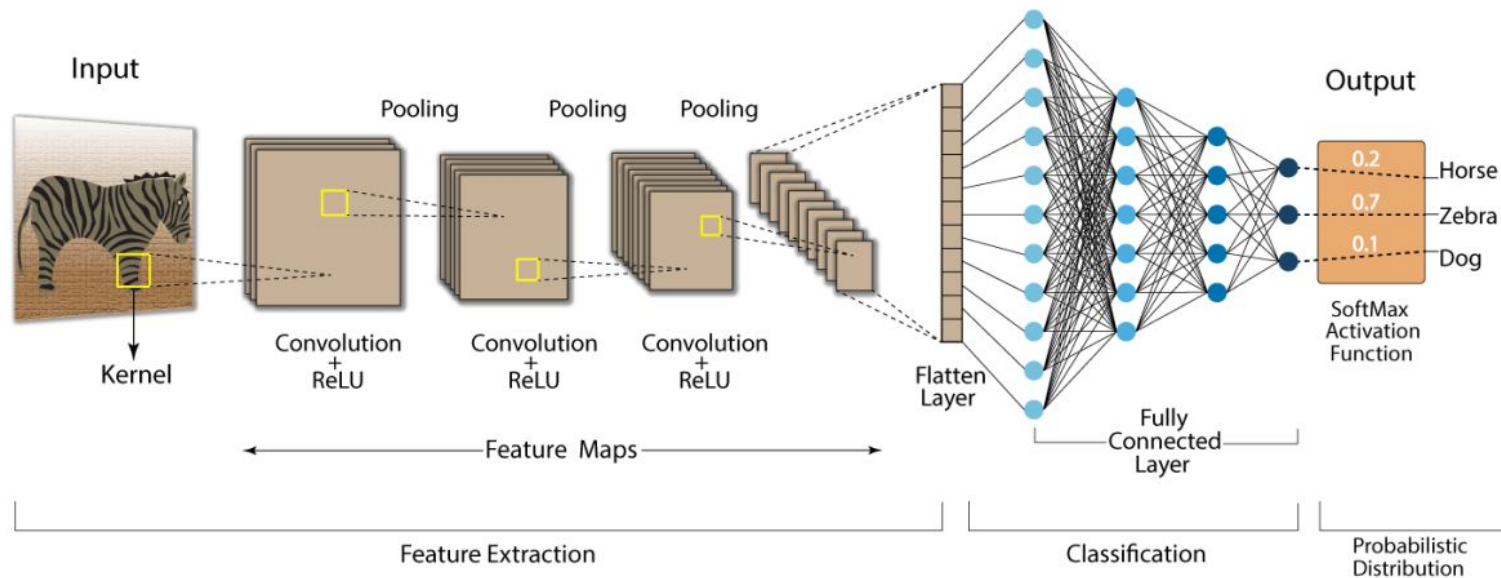 Input
Kernel
Pooling
Pooling
Pooling
Convolution
+
ReLU
Convolution
+
ReLU
Convolution
+
ReLU
Feature Maps
Flatten
Layer
Fully
Connected
Layer
Output
0.2
Horse
0.7
Zebra
0.1
Dog
SoftMax
Activation
Function
Feature Extraction
Classification
Probabilistic
Distribution